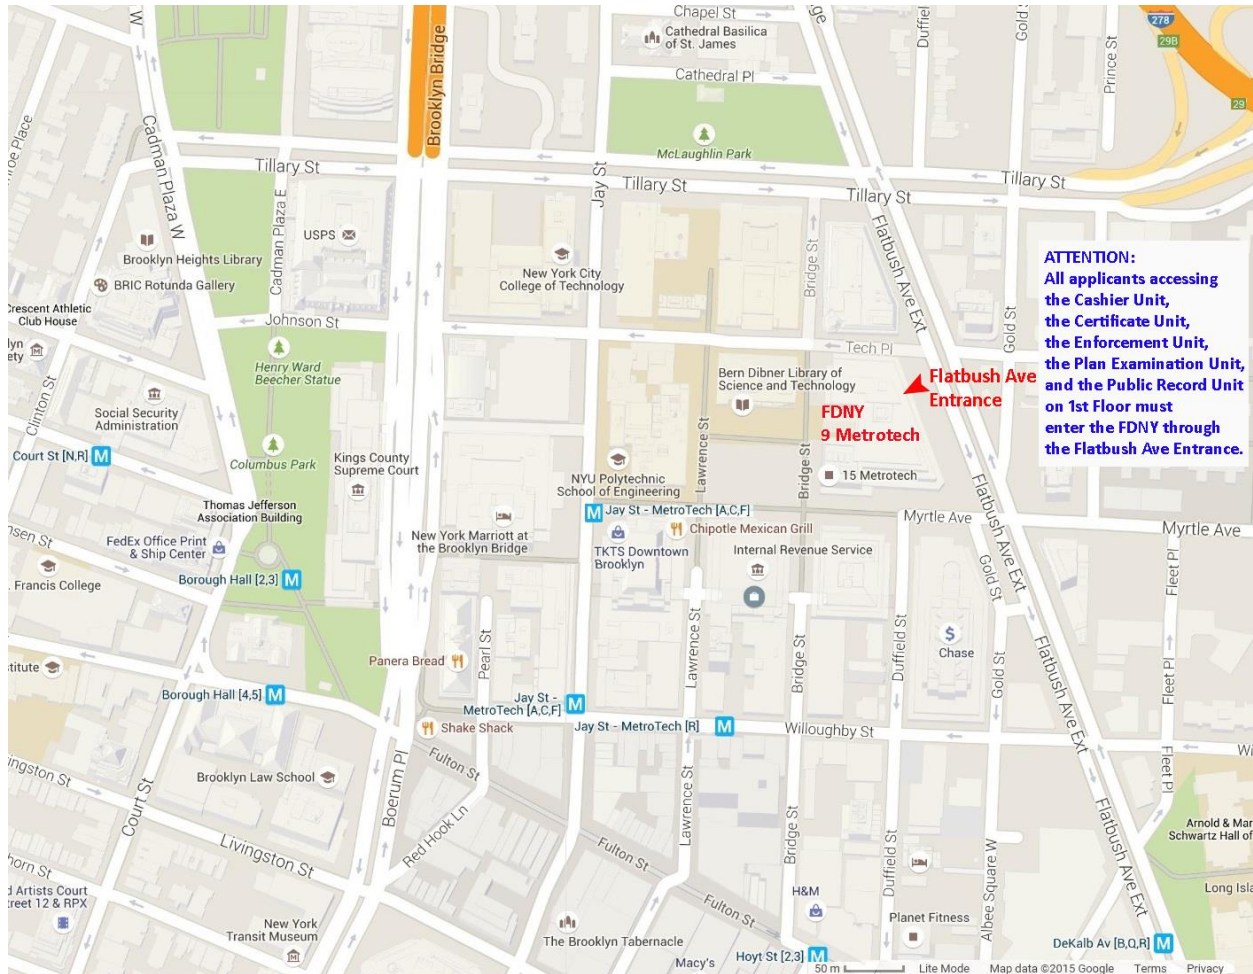 Chapel St
Cathedral Basilica
of St. James
Cathedral Pl
McLaughlin Park
Duffield
Gold St
Prince St
278
29B
29
Brooklyn Bridge
Cadman Plaza W
Tillary St
Tillary St
Tillary St
Tillary St
Jay St
Cadman Plaza E
USPS
Brooklyn Heights Library
BRIC Rotunda Gallery
New York City
College of Technology
Bridge St
Flatbush Ave Ext
Gold St
ATTENTION:
All applicants accessing
the Cashier Unit,
the Certificate Unit,
the Enforcement Unit,
the Plan Examination Unit,
and the Public Record Unit
on 1st Floor must
enter the FDNY through
the Flatbush Ave Entrance.
Crescent Athletic
Club House
Johnson St
Tech Pl
Henry Ward
Beecher Statue
Bern Dibner Library of
Science and Technology
Flatbush Ave
Entrance
FDNY
9 Metrotech
Clinton St
Social Security
Administration
Court St [N,R]
Columbus Park
Kings County
Supreme Court
NYU Polytechnic
School of Engineering
Lawrence St
Bridge St
15 Metrotech
Thomas Jefferson
Association Building
FedEx Office Print
& Ship Center
New York Marriott at
the Brooklyn Bridge
Jay St - MetroTech [A,C,F]
Chipotle Mexican Grill
TKTS Downtown
Brooklyn
Internal Revenue Service
Myrtle Ave
Myrtle Ave
Flatbush Ave Ext
Gold St
Fleet Pl
Francis College
Borough Hall [2,3]
Panera Bread
Pearl St
Lawrence St
Bridge St
Duffield St
Chase
Gold St
Flatbush Ave Ext
Fleet Pl
Borough Hall [4,5]
Jay St -
MetroTech [A,C,F]
Jay St - MetroTech [R]
Shake Shack
Willoughby St
Fleet Pl
Brooklyn Law School
Court St
Livingston St
Boerum Pl
Fulton St
Red Hook Ln
Fulton St
Lawrence St
Bridge St
Duffield St
Albee Square W
Flatbush Ave Ext
Arnold & Mar
Schwartz Hall of
Long Isla
Livingston St
New York
Transit Museum
The Brooklyn Tabernacle
Fulton St
H&M
Planet Fitness
Macy's
Hoyt St [2,3]
DeKalb Av [B,Q,R]
50 m
Lite Mode
Map data ©2015 Google
Terms
Privacy